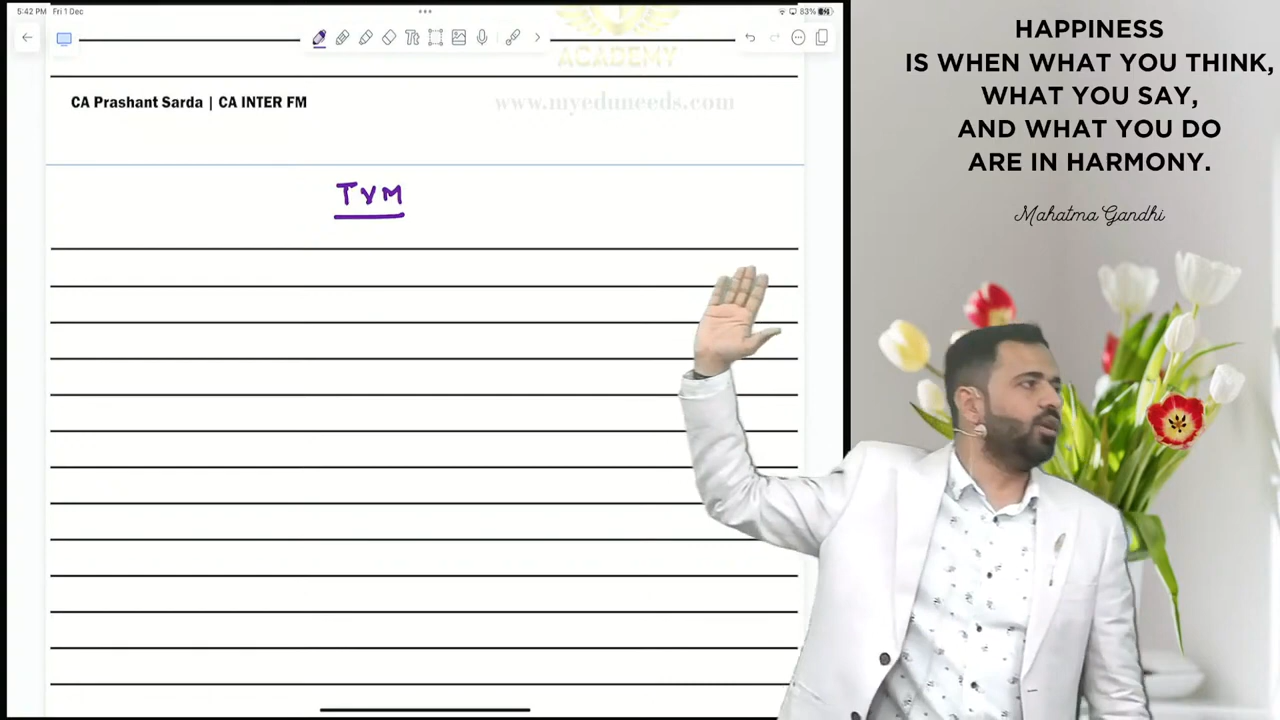 5:42 PM Fri 1 Dec
83%
ACADEMY
CA Prashant Sarda | CA INTER FM
www.myeduneeds.com
TVM
HAPPINESS
IS WHEN WHAT YOU THINK,
WHAT YOU SAY,
AND WHAT YOU DO
ARE IN HARMONY.
Mahatma Gandhi